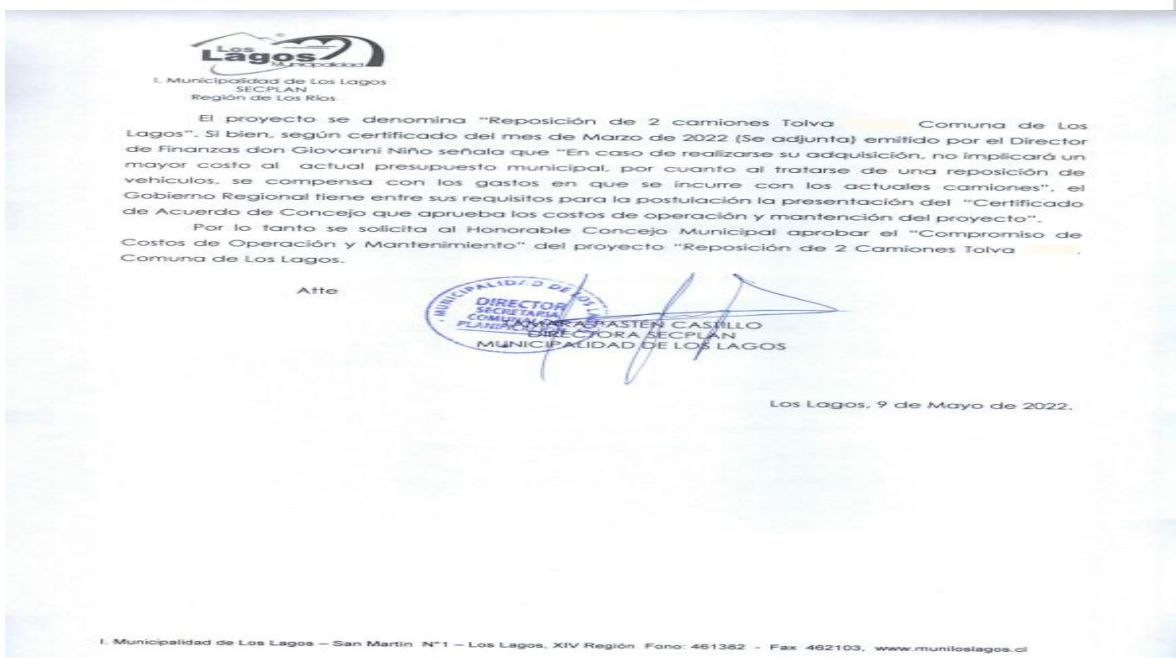 Los
Lagos
Municipalidad
I. Municipalidad de Los Lagos
SECPLAN
Región de Los Ríos
El proyecto se denomina "Reposición de 2 camiones Tolva Comuna de Los
Lagos". Si bien, según certificado del mes de Marzo de 2022 (Se adjunta) emitido por el Director
de Finanzas don Giovanni Niño señala que "En caso de realizarse su adquisición, no implicará un
mayor costo al actual presupuesto municipal, por cuanto al tratarse de una reposición de
vehículos, se compensa con los gastos en que se incurre con los actuales camiones", el
Gobierno Regional tiene entre sus requisitos para la postulación la presentación del "Certificado
de Acuerdo de Concejo que aprueba los costos de operación y mantención del proyecto".
Por lo tanto se solicita al Honorable Concejo Municipal aprobar el "Compromiso de
Costos de Operación y Mantenimiento" del proyecto "Reposición de 2 Camiones Tolva .
Comuna de Los Lagos.
Atte
MUNICIPALIDAD DE LOS
DIRECTOR
SECRETARIA
COMUNAL
PASTÉN CASTILLO
DIRECTORA SECPLAN
MUNICIPALIDAD DE LOS LAGOS
Los Lagos, 9 de Mayo de 2022.
I. Municipalidad de Los Lagos – San Martín N°1 – Los Lagos, XIV Región Fono: 461382 - Fax 462103, www.muniloslagos.cl